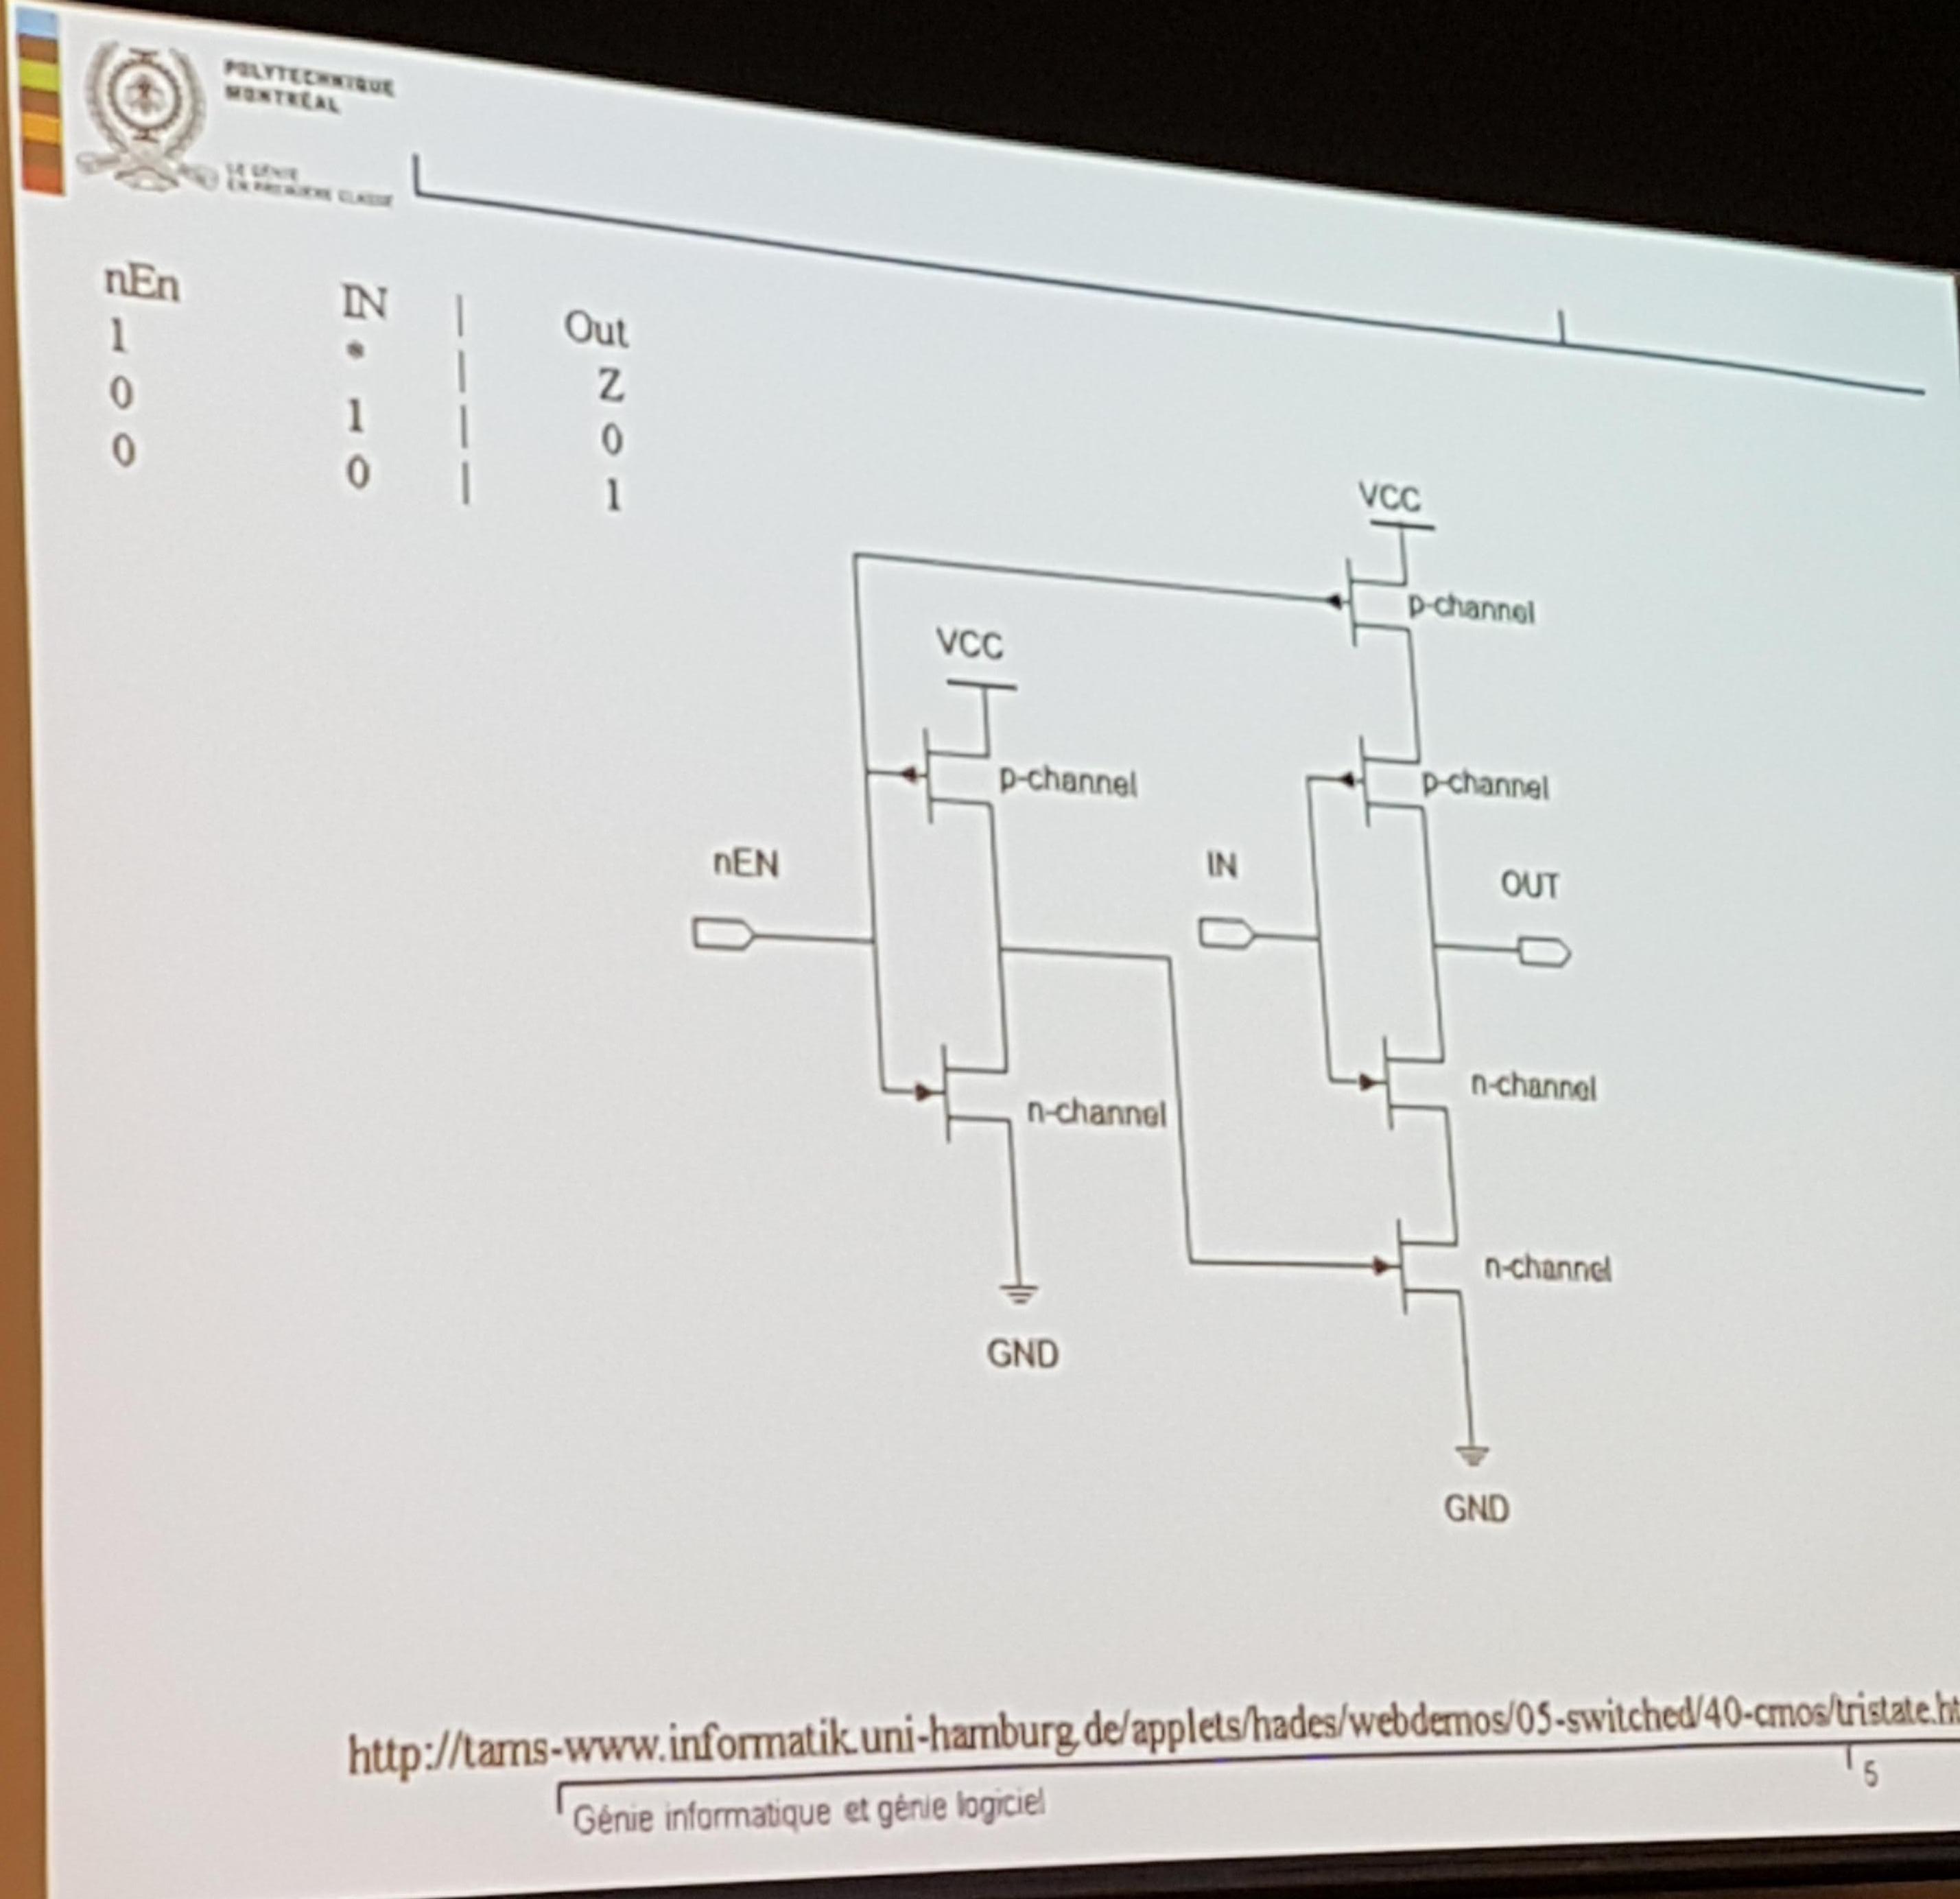 POLYTECHNIQUE
MONTRÉAL
LE GÉNIE
EN PREMIÈRE CLASSE
nEn IN | Out
1 * | Z
0 1 | 0
0 0 | 1
VCC
p-channel
VCC
p-channel
p-channel
nEN
IN
OUT
n-channel
n-channel
n-channel
GND
GND
http://tams-www.informatik.uni-hamburg.de/applets/hades/webdemos/05-switched/40-cmos/tristate.ht
5
Génie informatique et génie logiciel